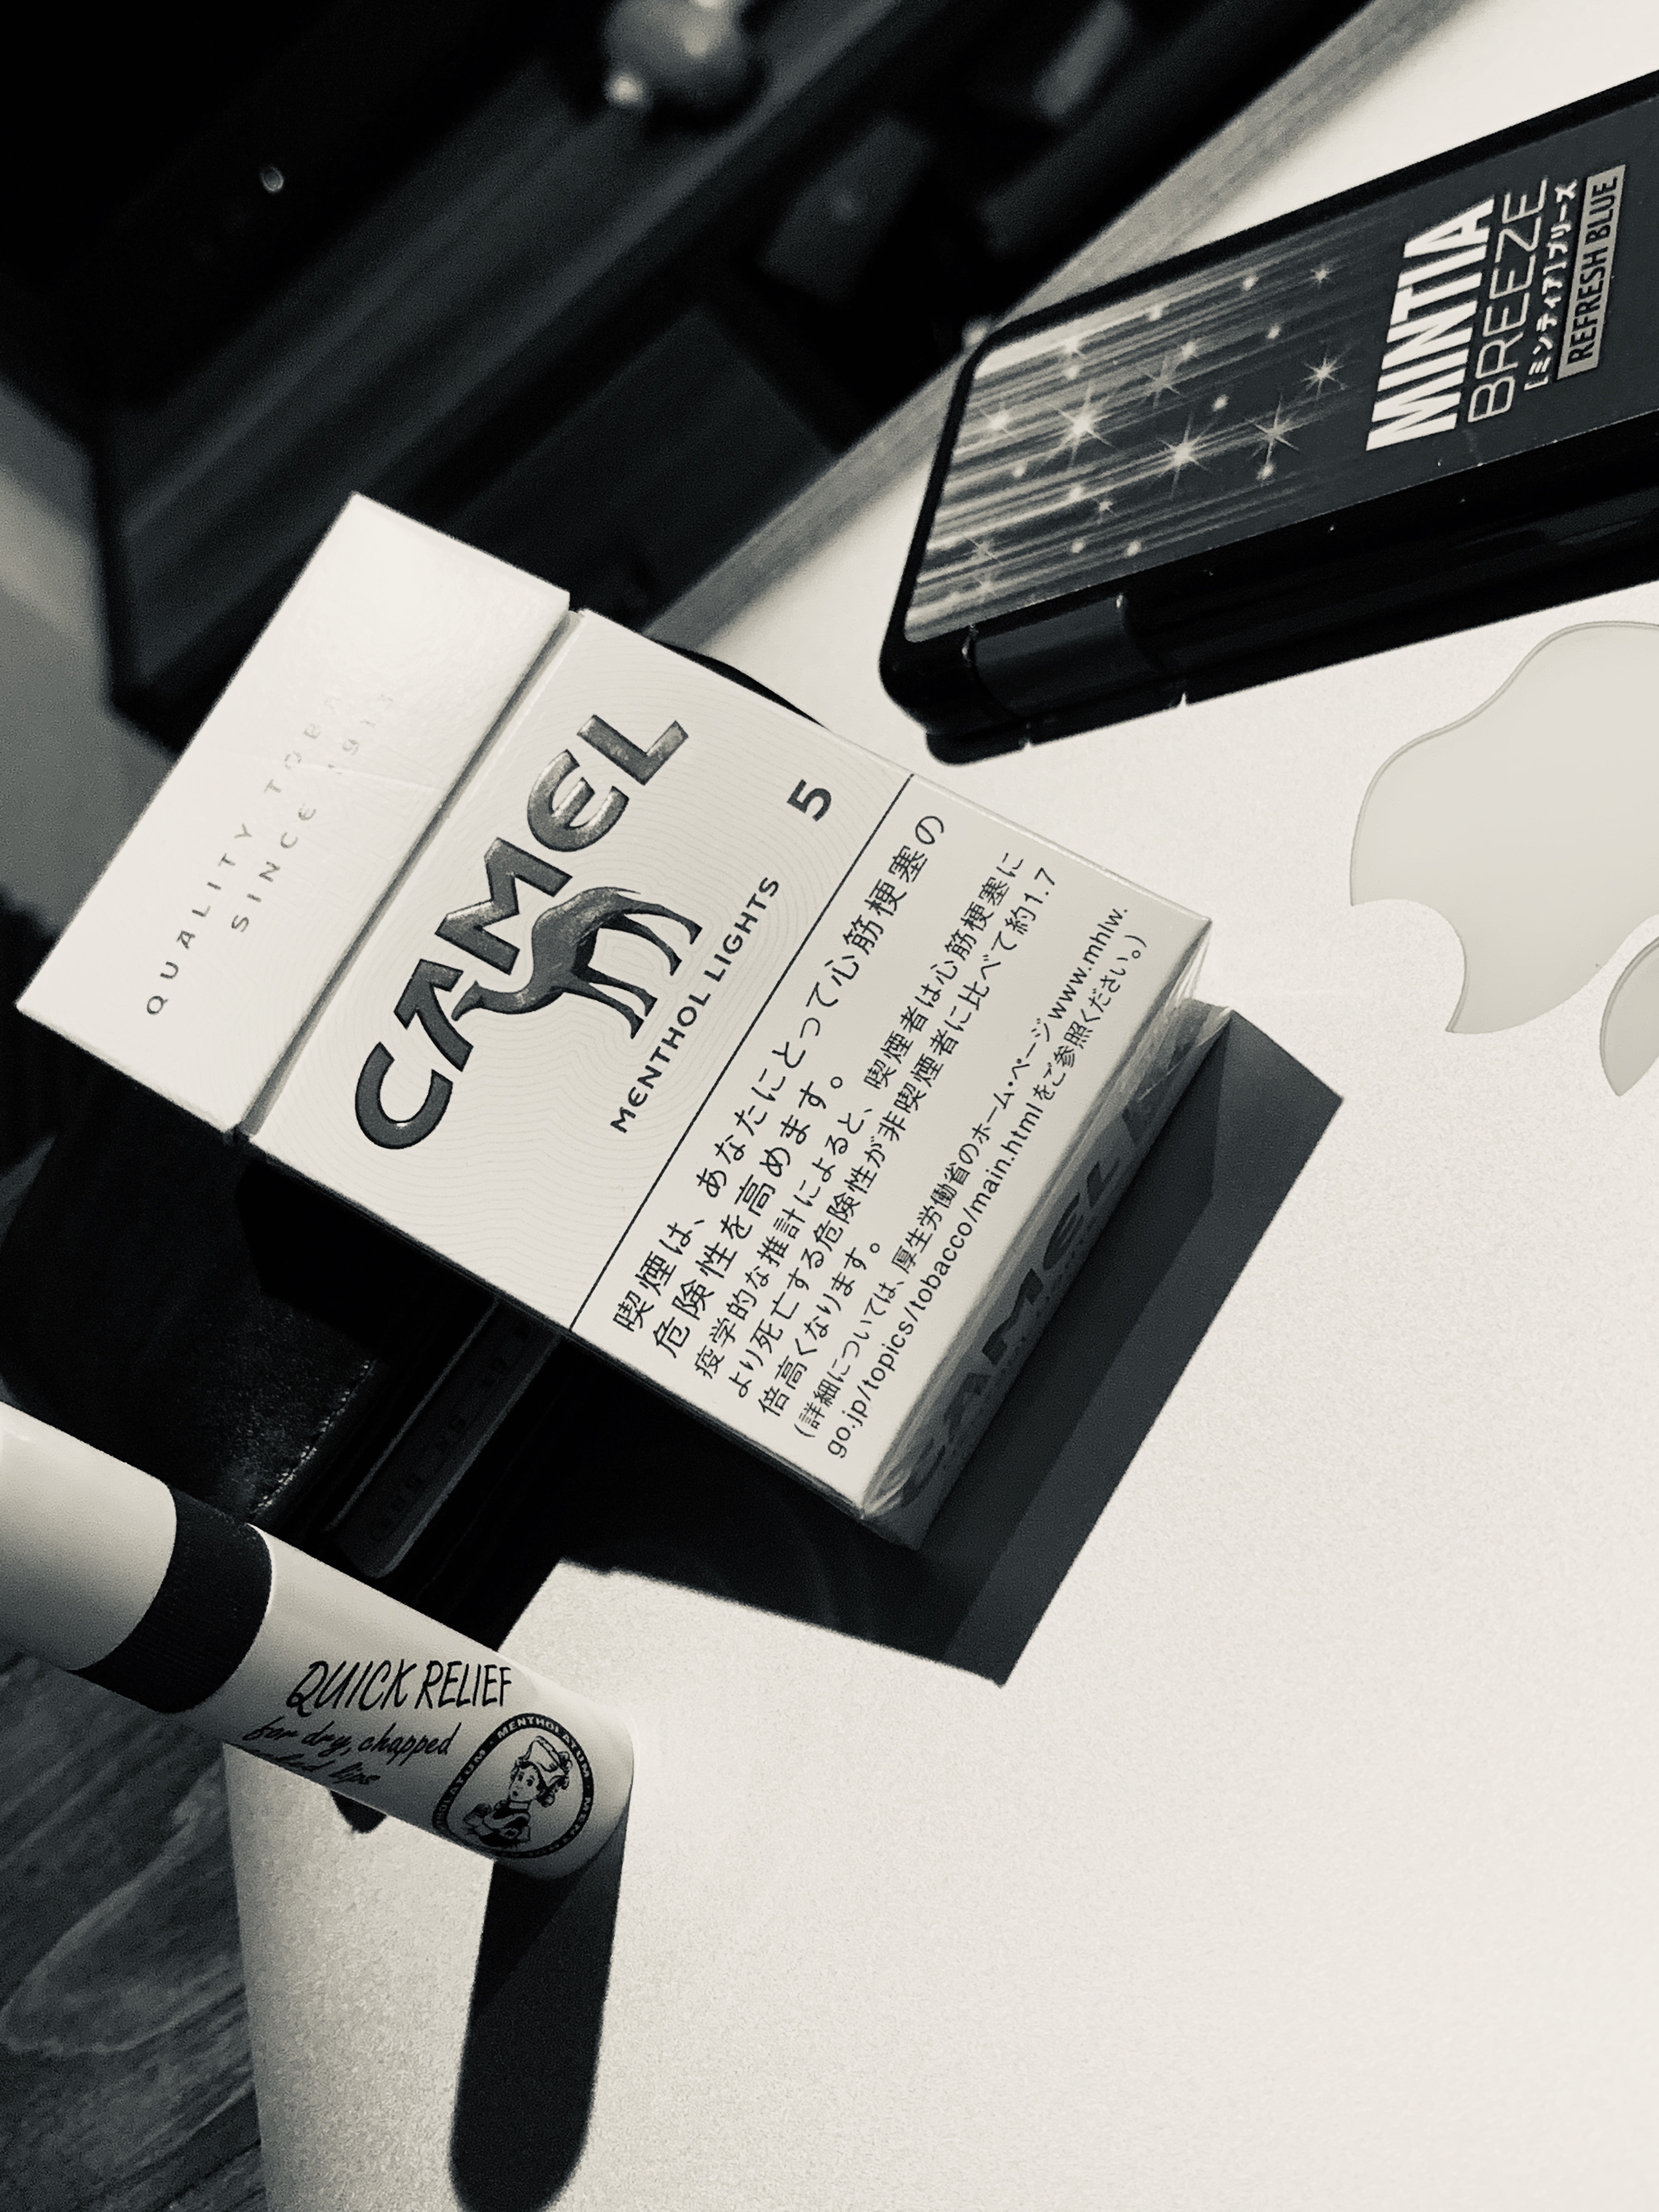 MINTIA
BREEZE
[ミンティア]ブリーズ
REFRESH BLUE
QUALITY TOBA
SINCE 1913
CAMEL
MENTHOL LIGHTS
5
喫煙は、あなたにとって心筋梗塞の
危険性を高めます。
疫学的な推計によると、喫煙者は心筋梗塞に
より死亡する危険性が非喫煙者に比べて約1.7
倍高くなります。
(詳細については、厚生労働省のホーム・ページwww.mhlw.
go.jp/topics/tobacco/main.htmlをご参照ください。)
CAMEL
QUICK RELIEF
for dry, chapped
lips
MENTHOLATUM